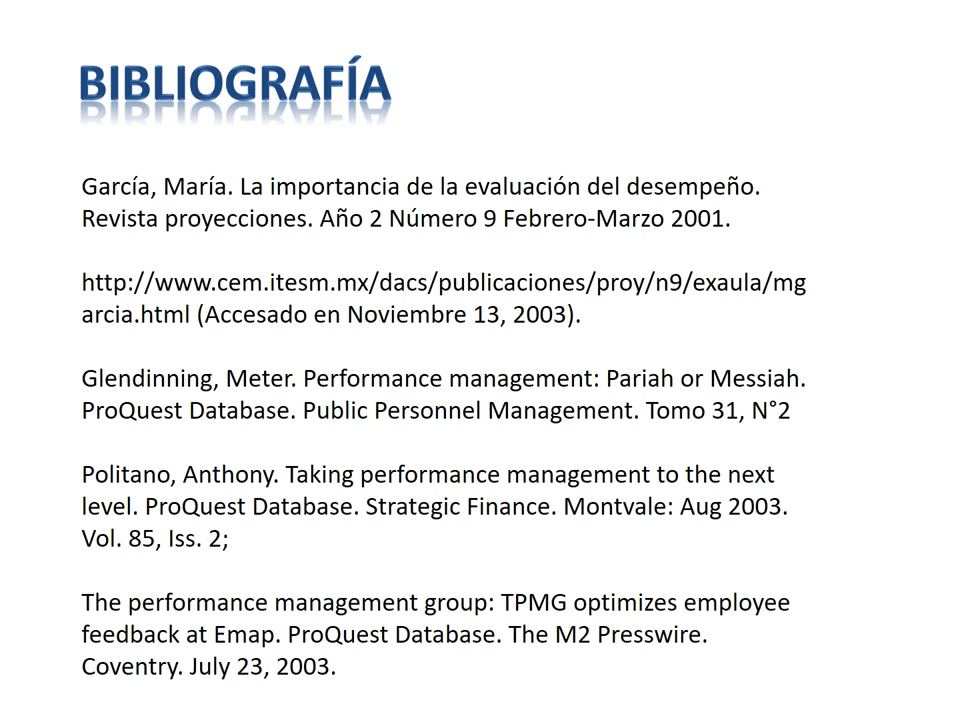 BIBLIOGRAFÍA
García, María. La importancia de la evaluación del desempeño.
Revista proyecciones. Año 2 Número 9 Febrero-Marzo 2001.
http://www.cem.itesm.mx/dacs/publicaciones/proy/n9/exaula/mg
arcia.html (Accesado en Noviembre 13, 2003).
Glendinning, Meter. Performance management: Pariah or Messiah.
ProQuest Database. Public Personnel Management. Tomo 31, N°2
Politano, Anthony. Taking performance management to the next
level. ProQuest Database. Strategic Finance. Montvale: Aug 2003.
Vol. 85, Iss. 2;
The performance management group: TPMG optimizes employee
feedback at Emap. ProQuest Database. The M2 Presswire.
Coventry. July 23, 2003.